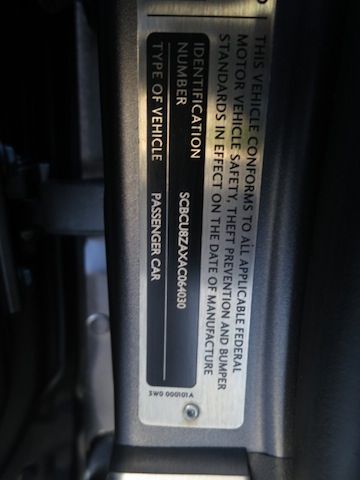 THIS VEHICLE CONFORMS TO ALL APPLICABLE FEDERAL
MOTOR VEHICLE SAFETY, THEFT PREVENTION AND BUMPER
STANDARDS IN EFFECT ON THE DATE OF MANUFACTURE
IDENTIFICATION
NUMBER SCBCU8ZAXAC064030
TYPE OF VEHICLE PASSENGER CAR
3W0 000101A